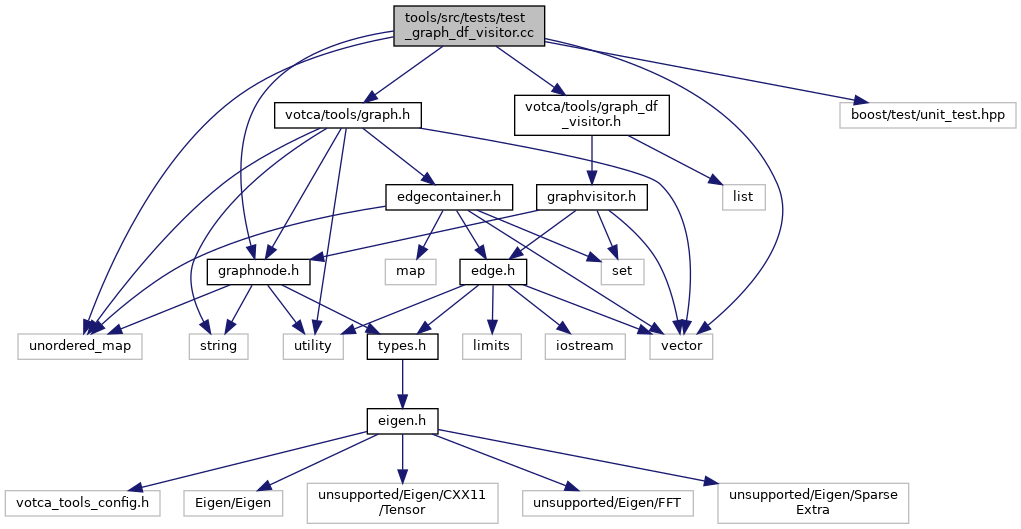 tools/src/tests/test
_graph_df_visitor.cc
votca/tools/graph.h
votca/tools/graph_df
_visitor.h
boost/test/unit_test.hpp
edgecontainer.h
graphvisitor.h
list
graphnode.h
map
edge.h
set
unordered_map
string
utility
types.h
limits
iostream
vector
eigen.h
votca_tools_config.h
Eigen/Eigen
unsupported/Eigen/CXX11
/Tensor
unsupported/Eigen/FFT
unsupported/Eigen/Sparse
Extra